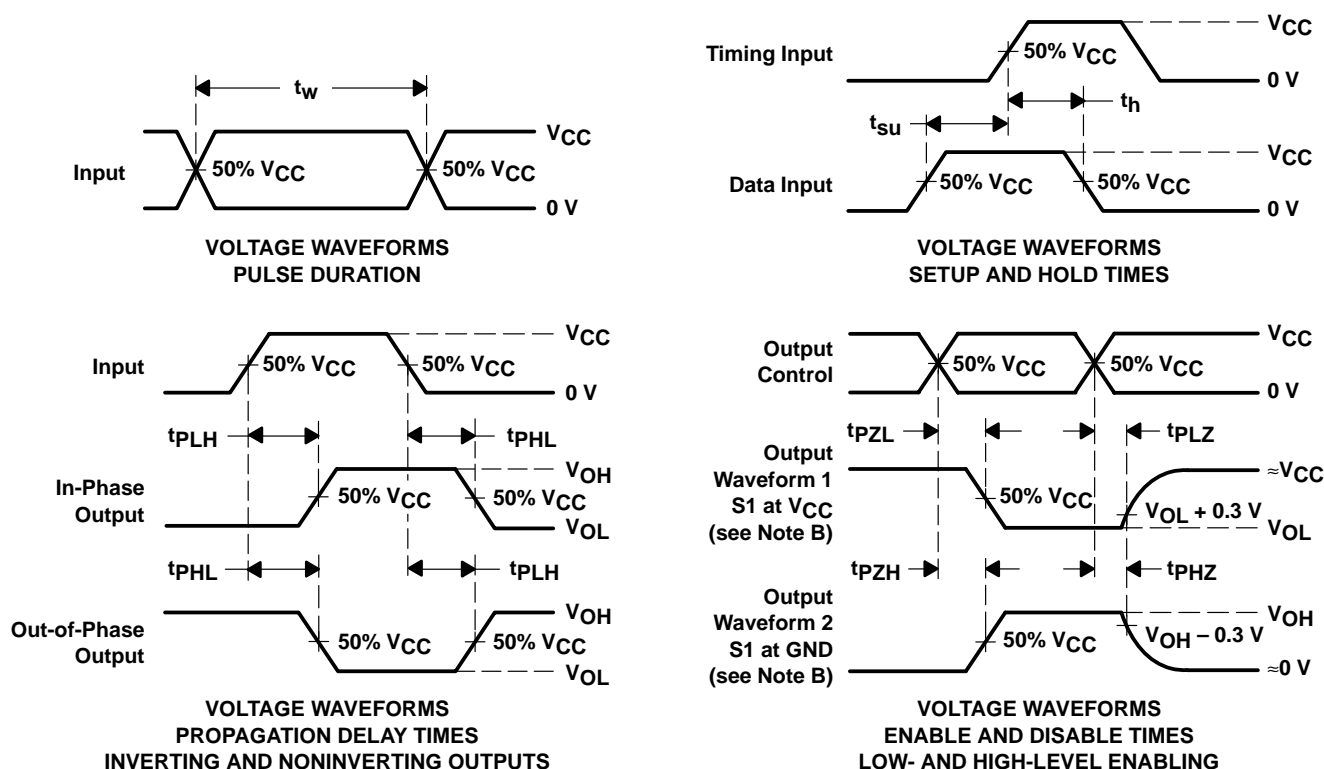 tw
VCC
Input
50% VCC
50% VCC
0 V
VOLTAGE WAVEFORMS
PULSE DURATION
Timing Input
50% VCC
VCC
0 V
th
tsu
Data Input
50% VCC
50% VCC
VCC
0 V
VOLTAGE WAVEFORMS
SETUP AND HOLD TIMES
Input
50% VCC
50% VCC
VCC
0 V
tPLH
tPHL
In-Phase
Output
50% VCC
50% VCC
VOH
VOL
tPHL
tPLH
Out-of-Phase
Output
50% VCC
50% VCC
VOH
VOL
VOLTAGE WAVEFORMS
PROPAGATION DELAY TIMES
INVERTING AND NONINVERTING OUTPUTS
Output
Control
50% VCC
50% VCC
VCC
0 V
tPZL
tPLZ
Output
Waveform 1
S1 at VCC
(see Note B)
50% VCC
≈VCC
VOL + 0.3 V
VOL
tPZH
tPHZ
Output
Waveform 2
S1 at GND
(see Note B)
50% VCC
VOH
VOH – 0.3 V
≈0 V
VOLTAGE WAVEFORMS
ENABLE AND DISABLE TIMES
LOW- AND HIGH-LEVEL ENABLING